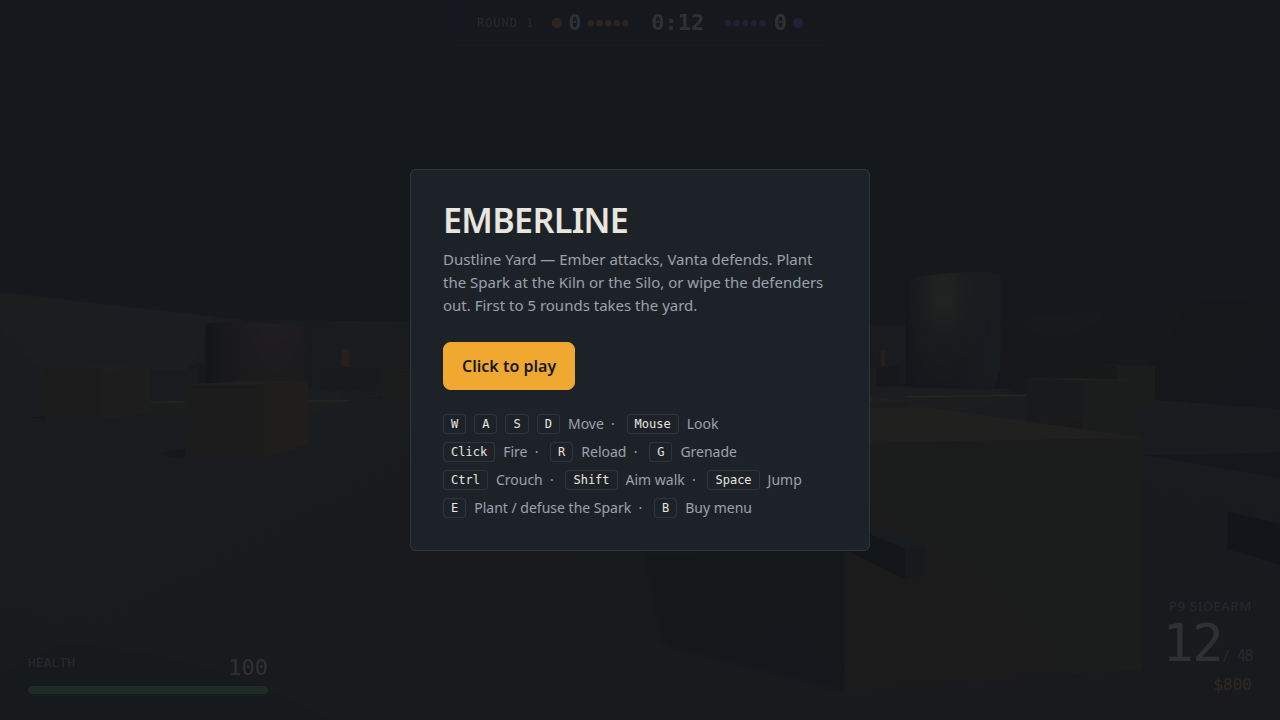 ROUND 1 0 0:12 0
EMBERLINE
Dustline Yard — Ember attacks, Vanta defends. Plant
the Spark at the Kiln or the Silo, or wipe the defenders
out. First to 5 rounds takes the yard.
Click to play
W A S D Move · Mouse Look
Click Fire · R Reload · G Grenade
Ctrl Crouch · Shift Aim walk · Space Jump
E Plant / defuse the Spark · B Buy menu
P9 SIDEARM
12 / 48
HEALTH 100
$800